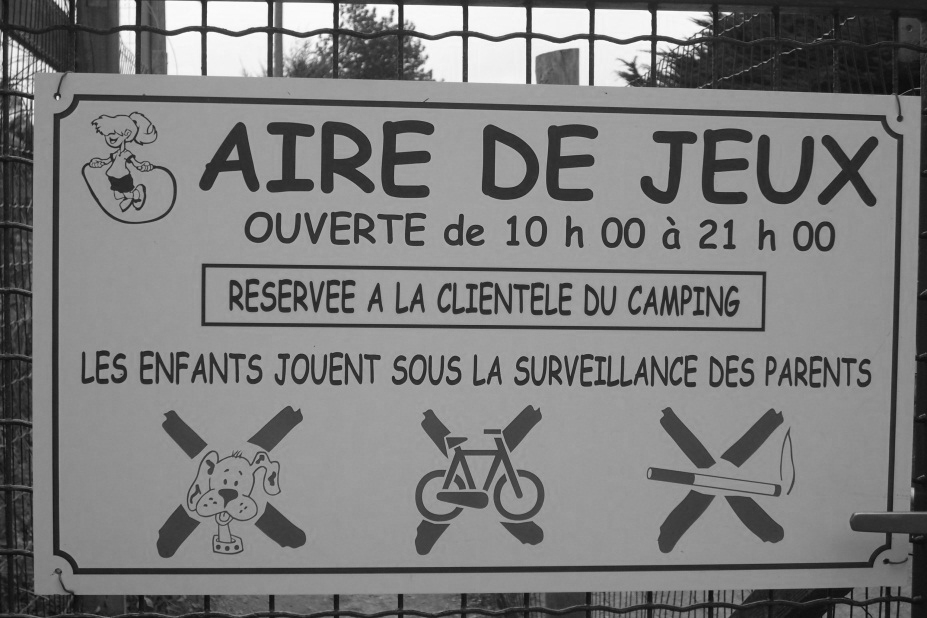 AIRE DE JEUX
OUVERTE de 10 h 00 à 21 h 00
RESERVEE A LA CLIENTELE DU CAMPING
LES ENFANTS JOUENT SOUS LA SURVEILLANCE DES PARENTS